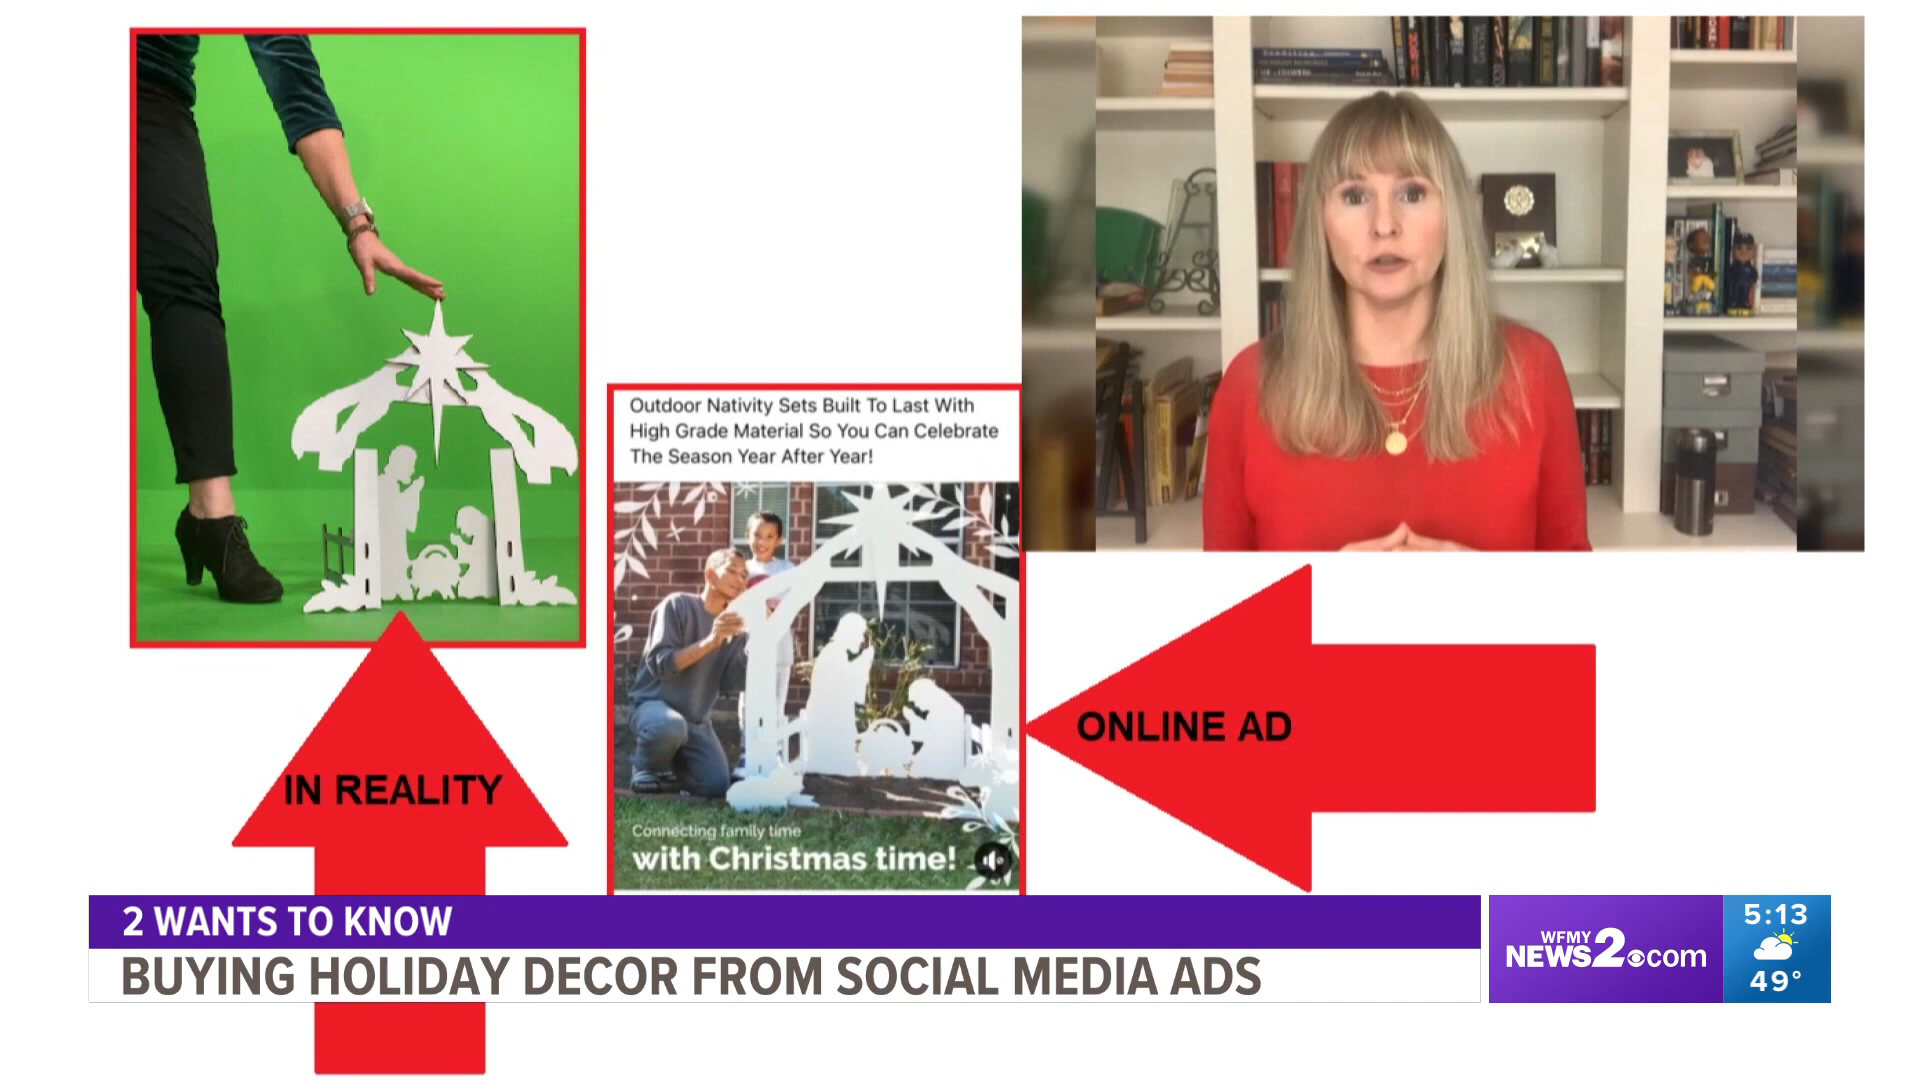 Outdoor Nativity Sets Built To Last With
High Grade Material So You Can Celebrate
The Season Year After Year!
Connecting family time
with Christmas time!
IN REALITY
ONLINE AD
2 WANTS TO KNOW
BUYING HOLIDAY DECOR FROM SOCIAL MEDIA ADS
WFMY
NEWS2.com
5:13
49°